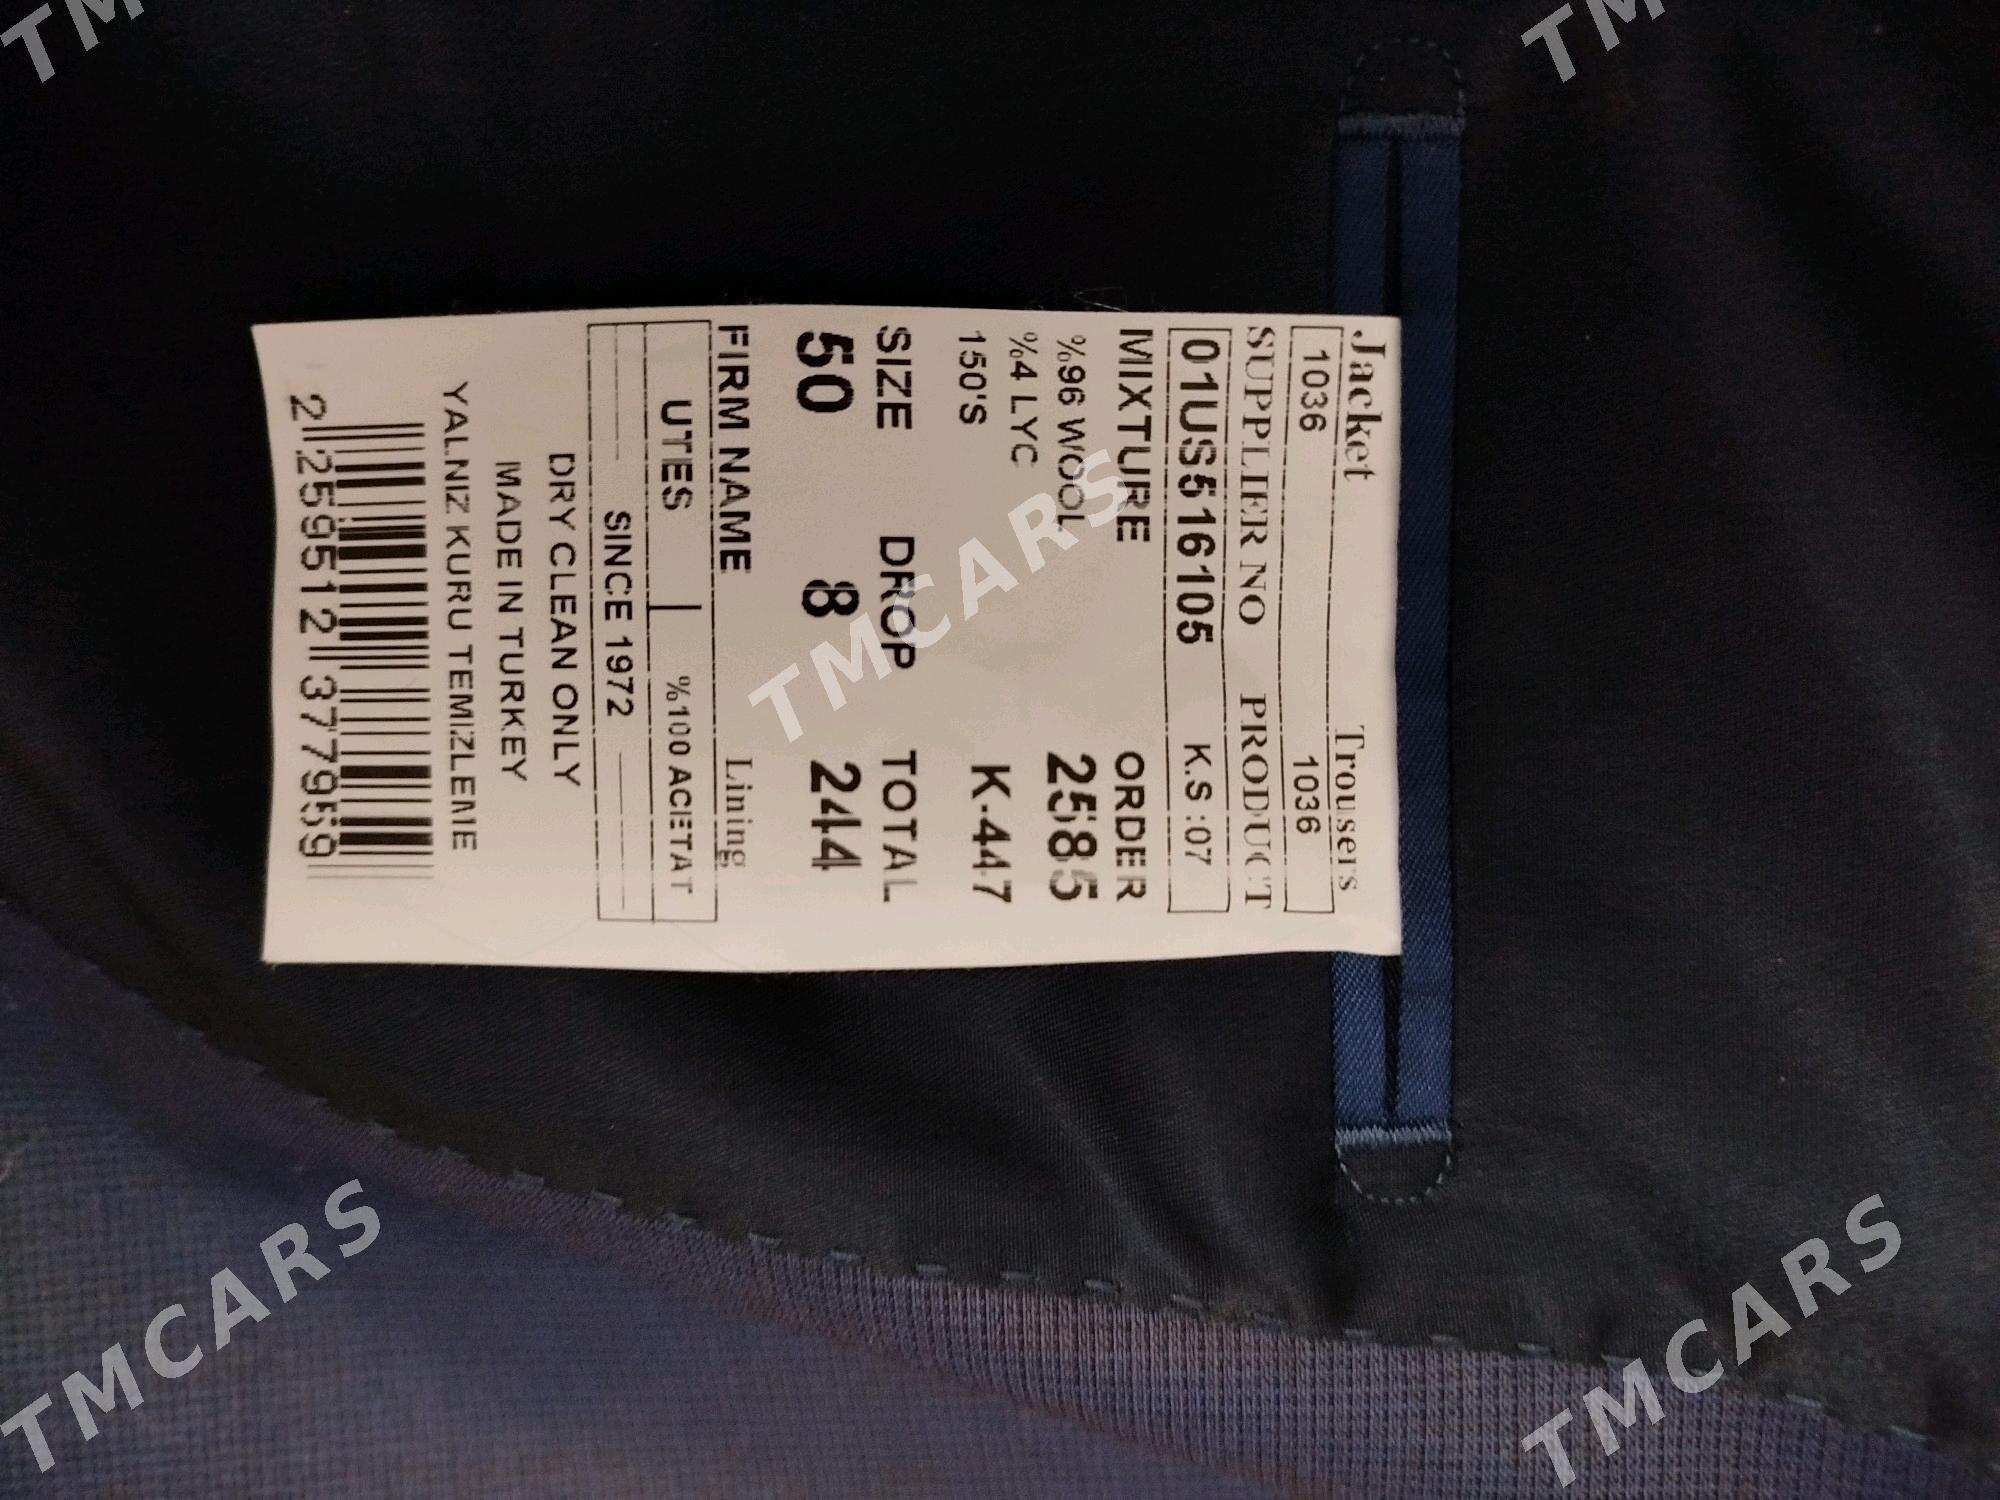 Jacket Trousers
1036 1036
SUPPLIER NO PRODUCT
01US516105 K.S :07
MIXTURE ORDER
%96 WOOL 2585
%4 LYC
150'S K-447
SIZE DROP TOTAL
50 8 244
FIRM NAME Lining
UTES %100 ACETAT
SINCE 1972
DRY CLEAN ONLY
MADE IN TURKEY
YALNIZ KURU TEMIZLEME
2 259512 377959
TMCARS
TMCARS
TMCARS